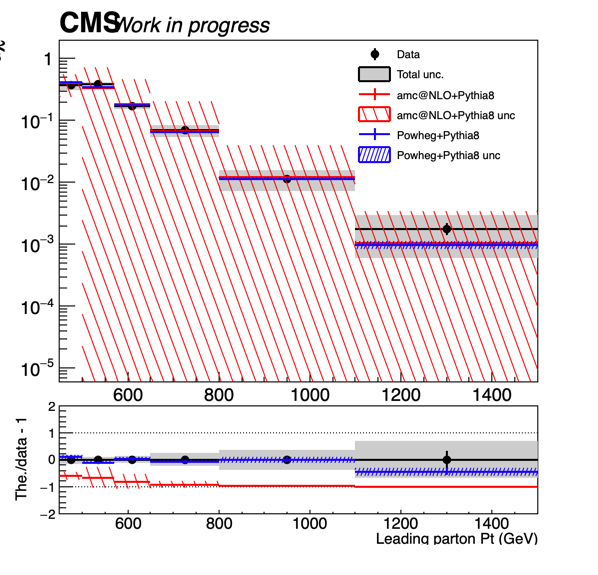 CMS Work in progress
1
10⁻¹
10⁻²
10⁻³
10⁻⁴
10⁻⁵
Data
Total unc.
amc@NLO+Pythia8
amc@NLO+Pythia8 unc
Powheg+Pythia8
Powheg+Pythia8 unc
600 800 1000 1200 1400
The./data - 1
2
1
0
−1
−2
600 800 1000 1200 1400
Leading parton Pt (GeV)